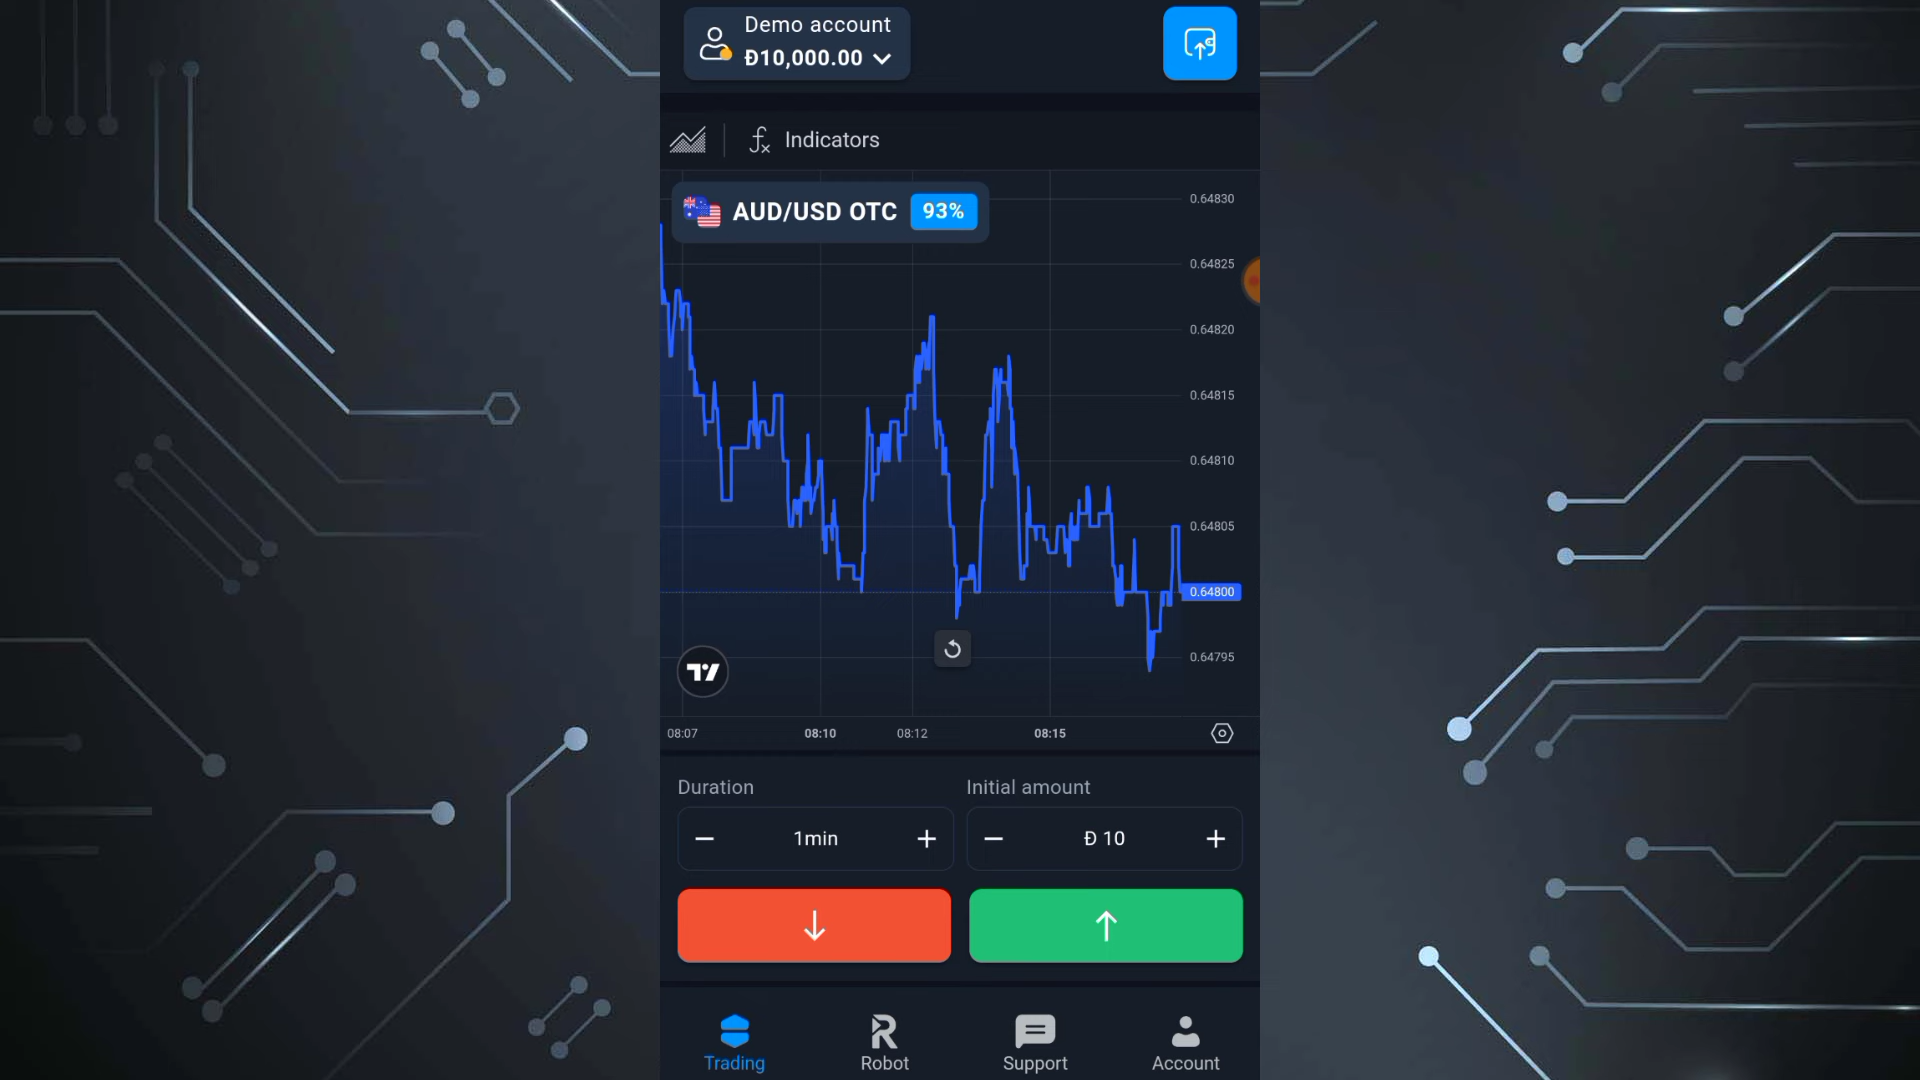 Demo account
Đ10,000.00
Indicators
AUD/USD OTC 93%
0.64830
0.64825
0.64820
0.64815
0.64810
0.64805
0.64800
0.64795
08:07 08:10 08:12 08:15
Duration Initial amount
− 1min + − Đ 10 +
Trading Robot Support Account